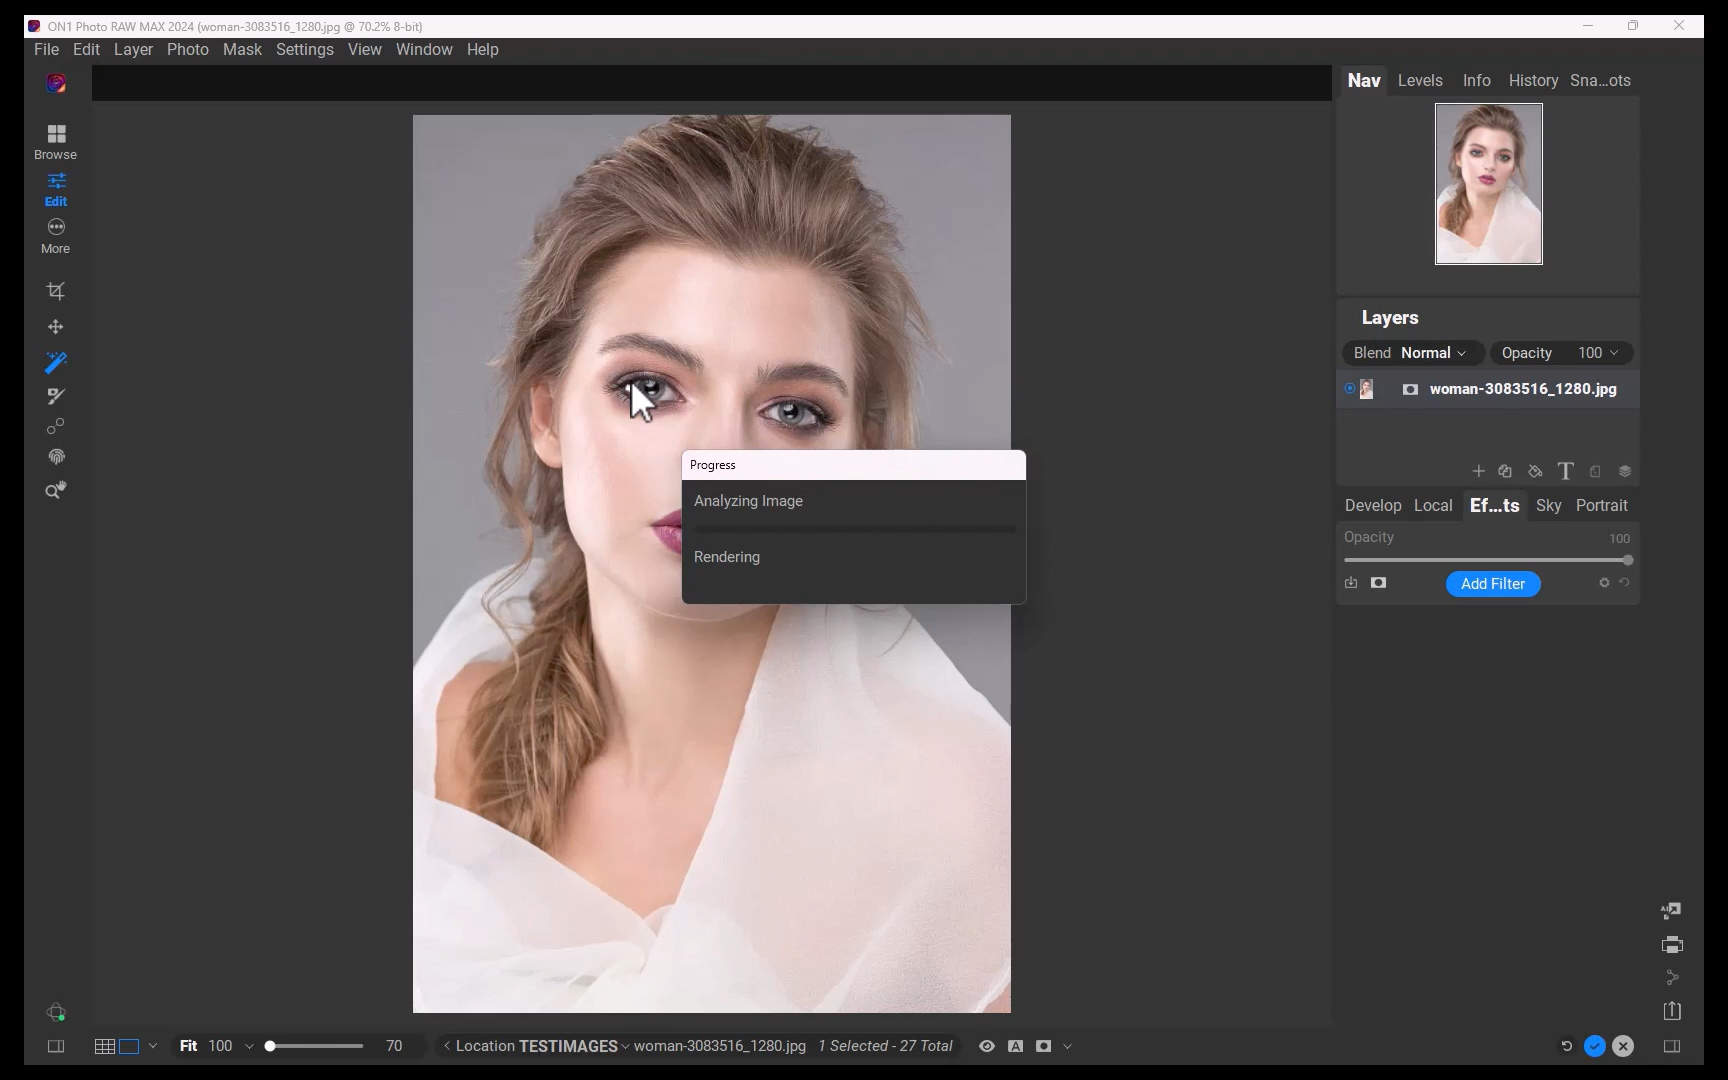 ON1 Photo RAW MAX 2024 (woman-3083516_1280.jpg @ 70.2% 8-bit)
File Edit Layer Photo Mask Settings View Window Help
Nav Levels Info History Sna...ots
Browse
Edit
More
Layers
Blend Normal Opacity 100
woman-3083516_1280.jpg
Progress
Analyzing Image
Rendering
T
Develop Local Ef...ts Sky Portrait
Opacity 100
Add Filter
AI
Fit 100 70 < Location TESTIMAGES woman-3083516_1280.jpg 1 Selected - 27 Total A